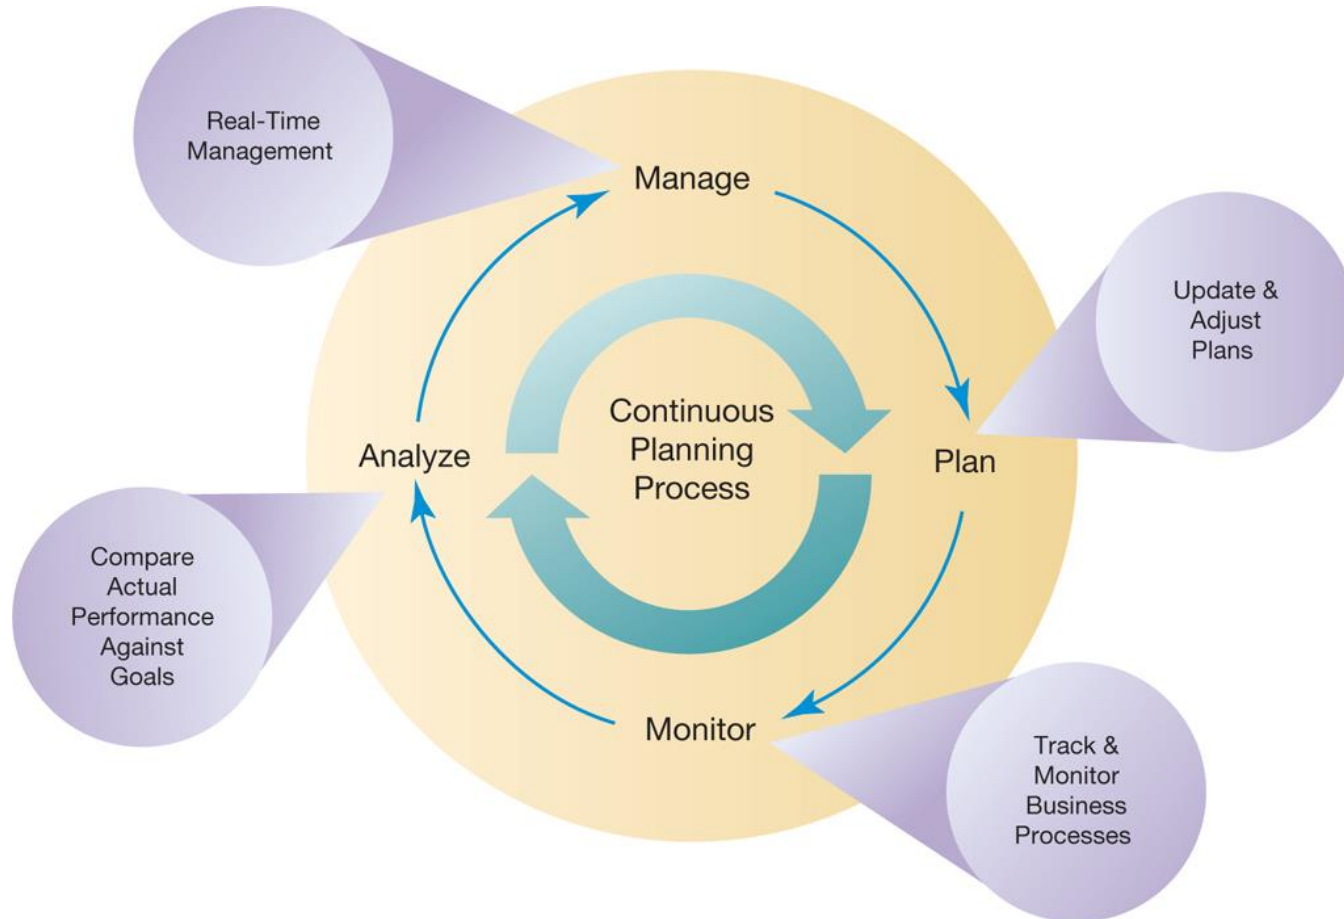 Real-Time
Management
Manage
Update &
Adjust
Plans
Continuous
Planning
Process
Analyze
Plan
Compare
Actual
Performance
Against
Goals
Monitor
Track &
Monitor
Business
Processes